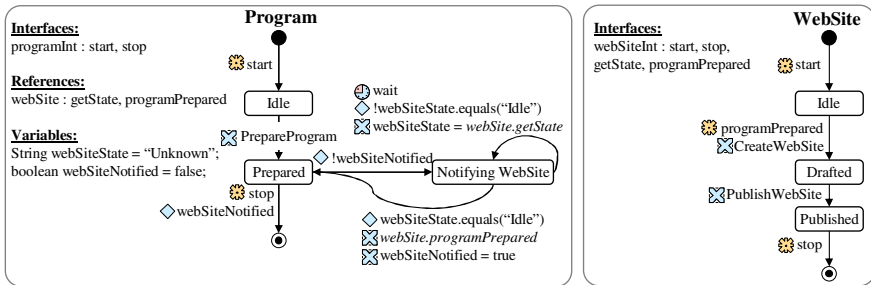 Program
Interfaces:
programInt : start, stop
References:
webSite : getState, programPrepared
Variables:
String webSiteState = “Unknown”;
boolean webSiteNotified = false;
start
Idle
PrepareProgram
Prepared
stop
webSiteNotified
wait
!webSiteState.equals(“Idle”)
webSiteState = webSite.getState
!webSiteNotified
Notifying WebSite
webSiteState.equals(“Idle”)
webSite.programPrepared
webSiteNotified = true
WebSite
Interfaces:
webSiteInt : start, stop,
getState, programPrepared
start
Idle
programPrepared
CreateWebSite
Drafted
PublishWebSite
Published
stop